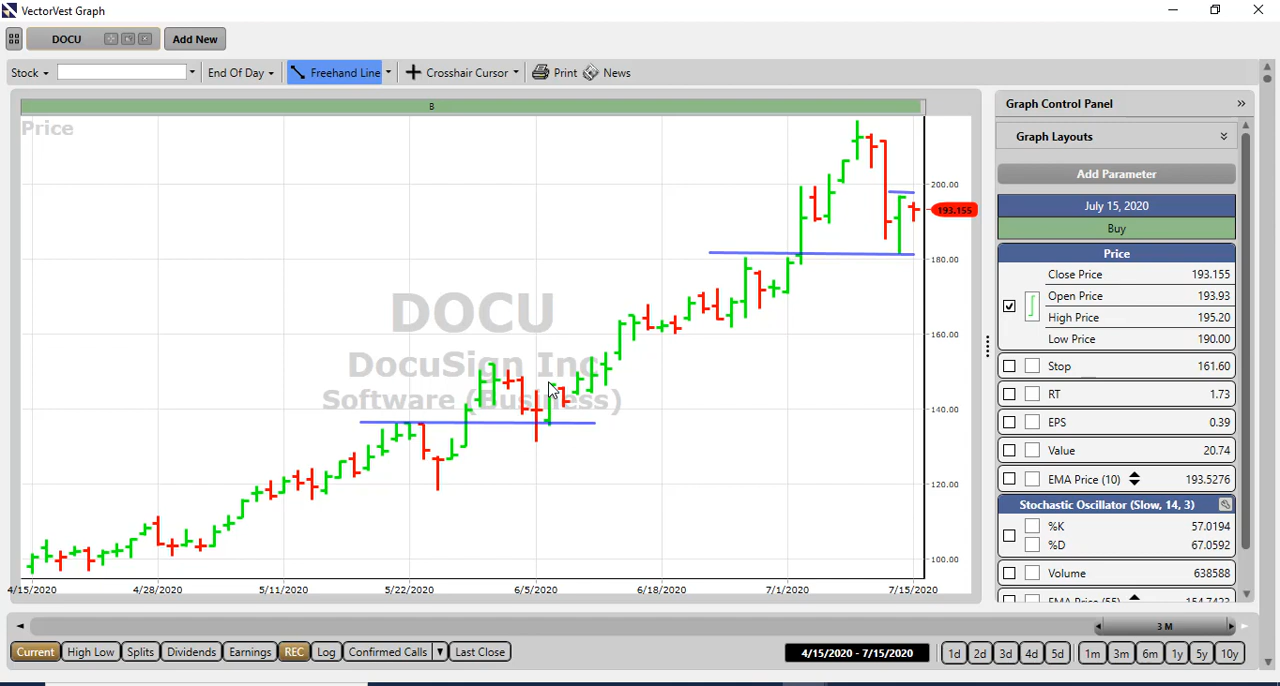 VectorVest Graph
DOCU Add New
Stock End Of Day Freehand Line Crosshair Cursor Print News
B
Price
DOCU
DocuSign Inc
Software (Business)
200.00
193.155
180.00
160.00
140.00
120.00
100.00
4/15/2020 4/28/2020 5/11/2020 5/22/2020 6/5/2020 6/18/2020 7/1/2020 7/15/2020
Graph Control Panel
Graph Layouts
Add Parameter
July 15, 2020
Buy
Price
Close Price 193.155
Open Price 193.93
High Price 195.20
Low Price 190.00
Stop 161.60
RT 1.73
EPS 0.39
Value 20.74
EMA Price (10) 193.5276
Stochastic Oscillator (Slow, 14, 3)
%K 57.0194
%D 67.0592
Volume 638588
EMA Price (55) 154.7423
3 M
Current High Low Splits Dividends Earnings REC Log Confirmed Calls Last Close 4/15/2020 - 7/15/2020 1d 2d 3d 4d 5d 1m 3m 6m 1y 5y 10y